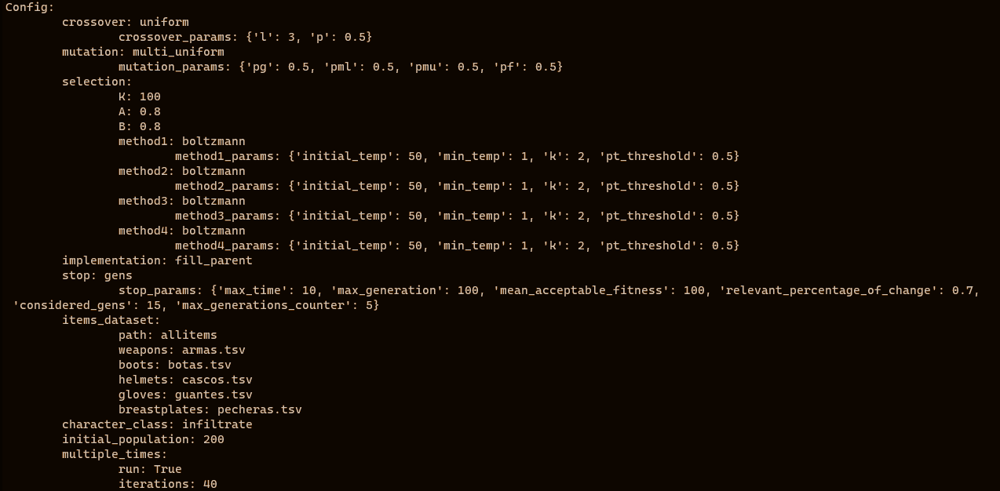 Config:
crossover: uniform
crossover_params: {'l': 3, 'p': 0.5}
mutation: multi_uniform
mutation_params: {'pg': 0.5, 'pml': 0.5, 'pmu': 0.5, 'pf': 0.5}
selection:
K: 100
A: 0.8
B: 0.8
method1: boltzmann
method1_params: {'initial_temp': 50, 'min_temp': 1, 'k': 2, 'pt_threshold': 0.5}
method2: boltzmann
method2_params: {'initial_temp': 50, 'min_temp': 1, 'k': 2, 'pt_threshold': 0.5}
method3: boltzmann
method3_params: {'initial_temp': 50, 'min_temp': 1, 'k': 2, 'pt_threshold': 0.5}
method4: boltzmann
method4_params: {'initial_temp': 50, 'min_temp': 1, 'k': 2, 'pt_threshold': 0.5}
implementation: fill_parent
stop: gens
stop_params: {'max_time': 10, 'max_generation': 100, 'mean_acceptable_fitness': 100, 'relevant_percentage_of_change': 0.7,
'considered_gens': 15, 'max_generations_counter': 5}
items_dataset:
path: allitems
weapons: armas.tsv
boots: botas.tsv
helmets: cascos.tsv
gloves: guantes.tsv
breastplates: pecheras.tsv
character_class: infiltrate
initial_population: 200
multiple_times:
run: True
iterations: 40